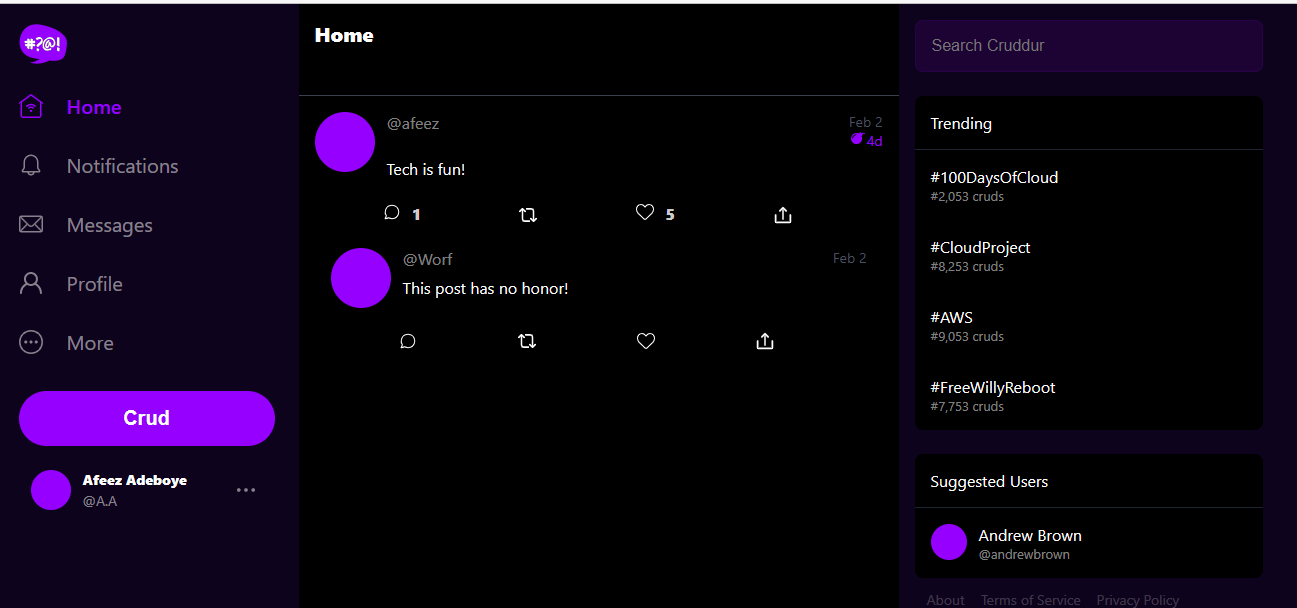 #?@!
Home
Notifications
Messages
Profile
More
Crud
Afeez Adeboye
@A.A
Home
@afeez
Feb 2
4d
Tech is fun!
1
5
@Worf
Feb 2
This post has no honor!
Search Cruddur
Trending
#100DaysOfCloud
#2,053 cruds
#CloudProject
#8,253 cruds
#AWS
#9,053 cruds
#FreeWillyReboot
#7,753 cruds
Suggested Users
Andrew Brown
@andrewbrown
About Terms of Service Privacy Policy